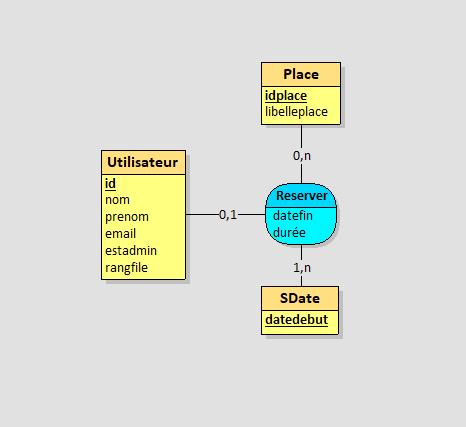 Place
idplace
libelleplace
0,n
Utilisateur
id
nom
prenom
email
estadmin
rangfile
0,1
Reserver
datefin
durée
1,n
SDate
datedebut